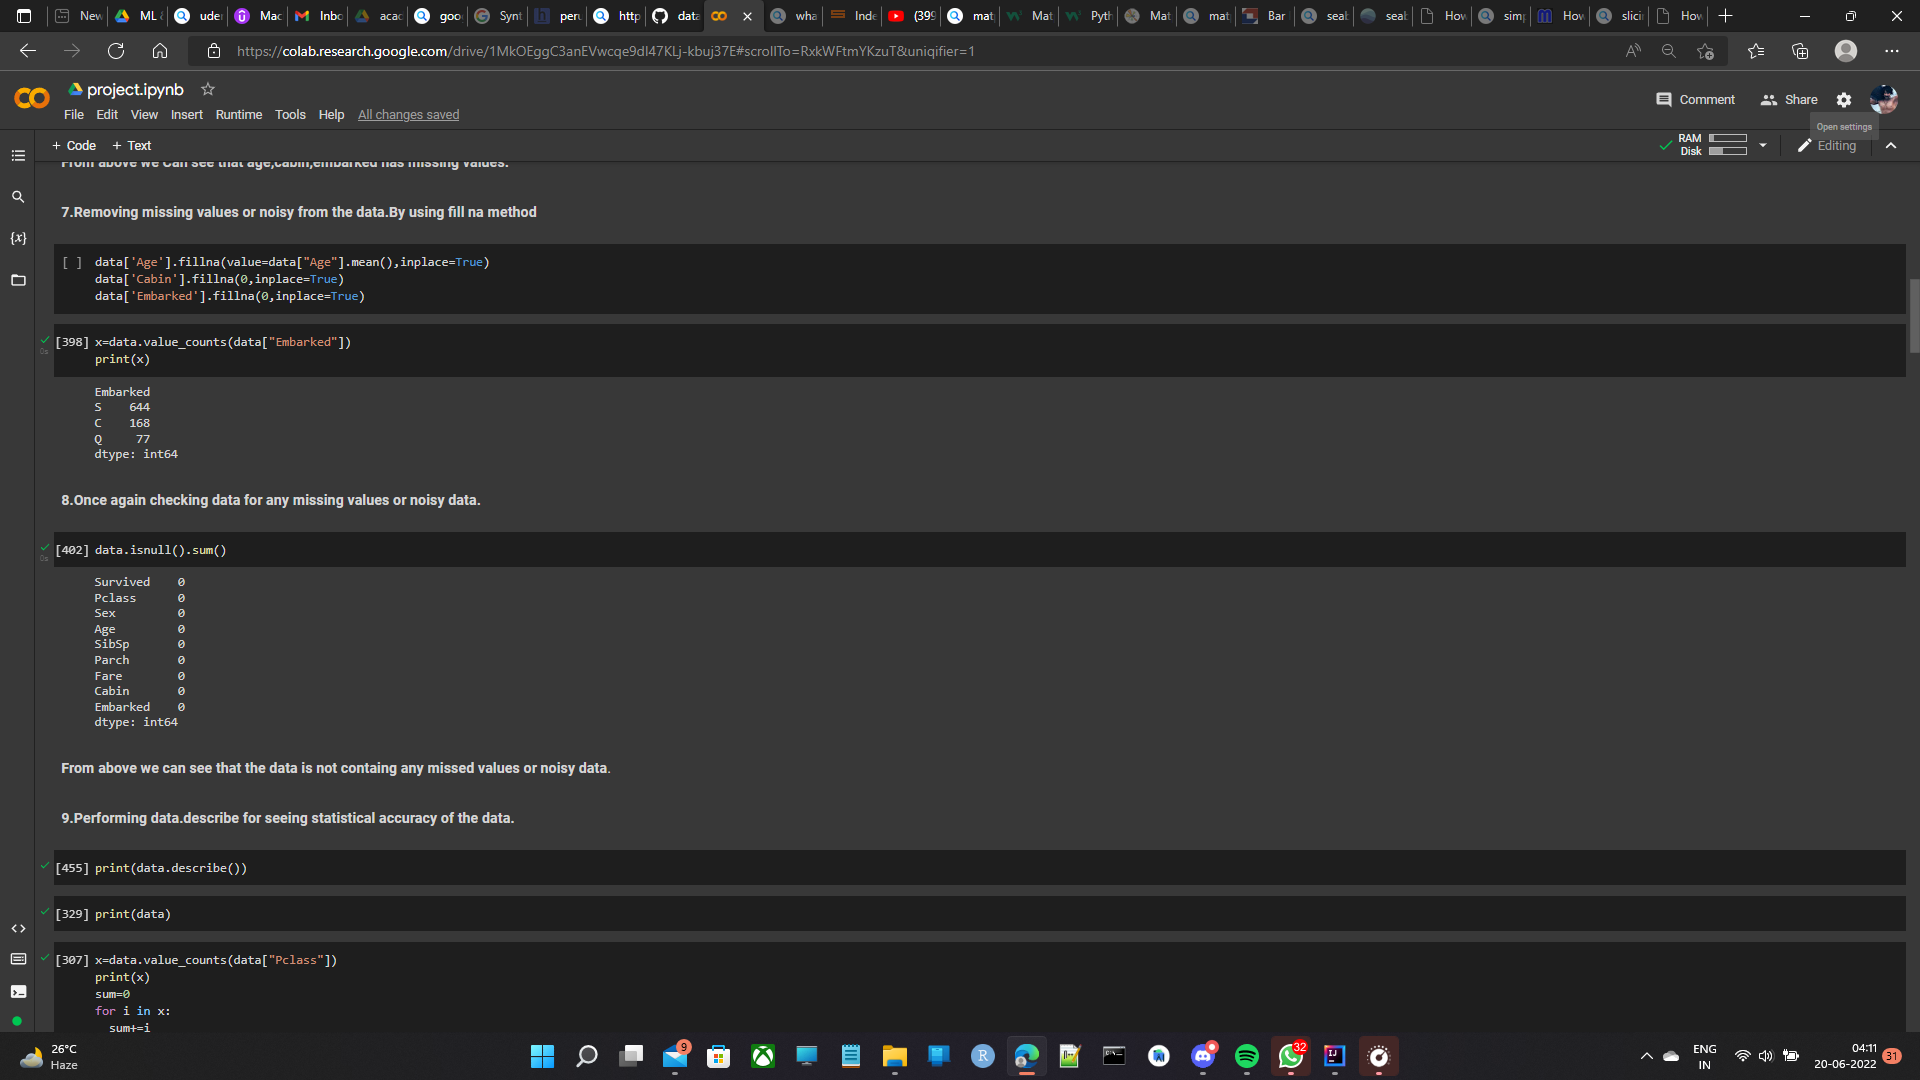 New
ML
uder
Mac
Inbo
acac
goo
Synt
peru
http
data
wha
Inde
(399
mat
Mat
Pyth
Mat
mat
Bar
seab
seab
How
simp
How
slici
How
https://colab.research.google.com/drive/1MkOEggC3anEVwcqe9dI47KLj-kbuj37E#scrollTo=RxkWFtmYKzuT&uniqifier=1
project.ipynb
Comment
Share
File Edit View Insert Runtime Tools Help All changes saved
Open settings
+ Code + Text
RAM
Disk
Editing
From above we Can see that age,cabin,embarked has missing values.
7.Removing missing values or noisy from the data.By using fill na method
[ ] data['Age'].fillna(value=data["Age"].mean(),inplace=True)
data['Cabin'].fillna(0,inplace=True)
data['Embarked'].fillna(0,inplace=True)
0s
[398] x=data.value_counts(data["Embarked"])
print(x)
Embarked
S 644
C 168
Q 77
dtype: int64
8.Once again checking data for any missing values or noisy data.
0s
[402] data.isnull().sum()
Survived 0
Pclass 0
Sex 0
Age 0
SibSp 0
Parch 0
Fare 0
Cabin 0
Embarked 0
dtype: int64
From above we can see that the data is not containg any missed values or noisy data.
9.Performing data.describe for seeing statistical accuracy of the data.
[455] print(data.describe())
[329] print(data)
[307] x=data.value_counts(data["Pclass"])
print(x)
sum=0
for i in x:
sum+=i
26°C
Haze
9
32
ENG
IN
04:11
20-06-2022
31